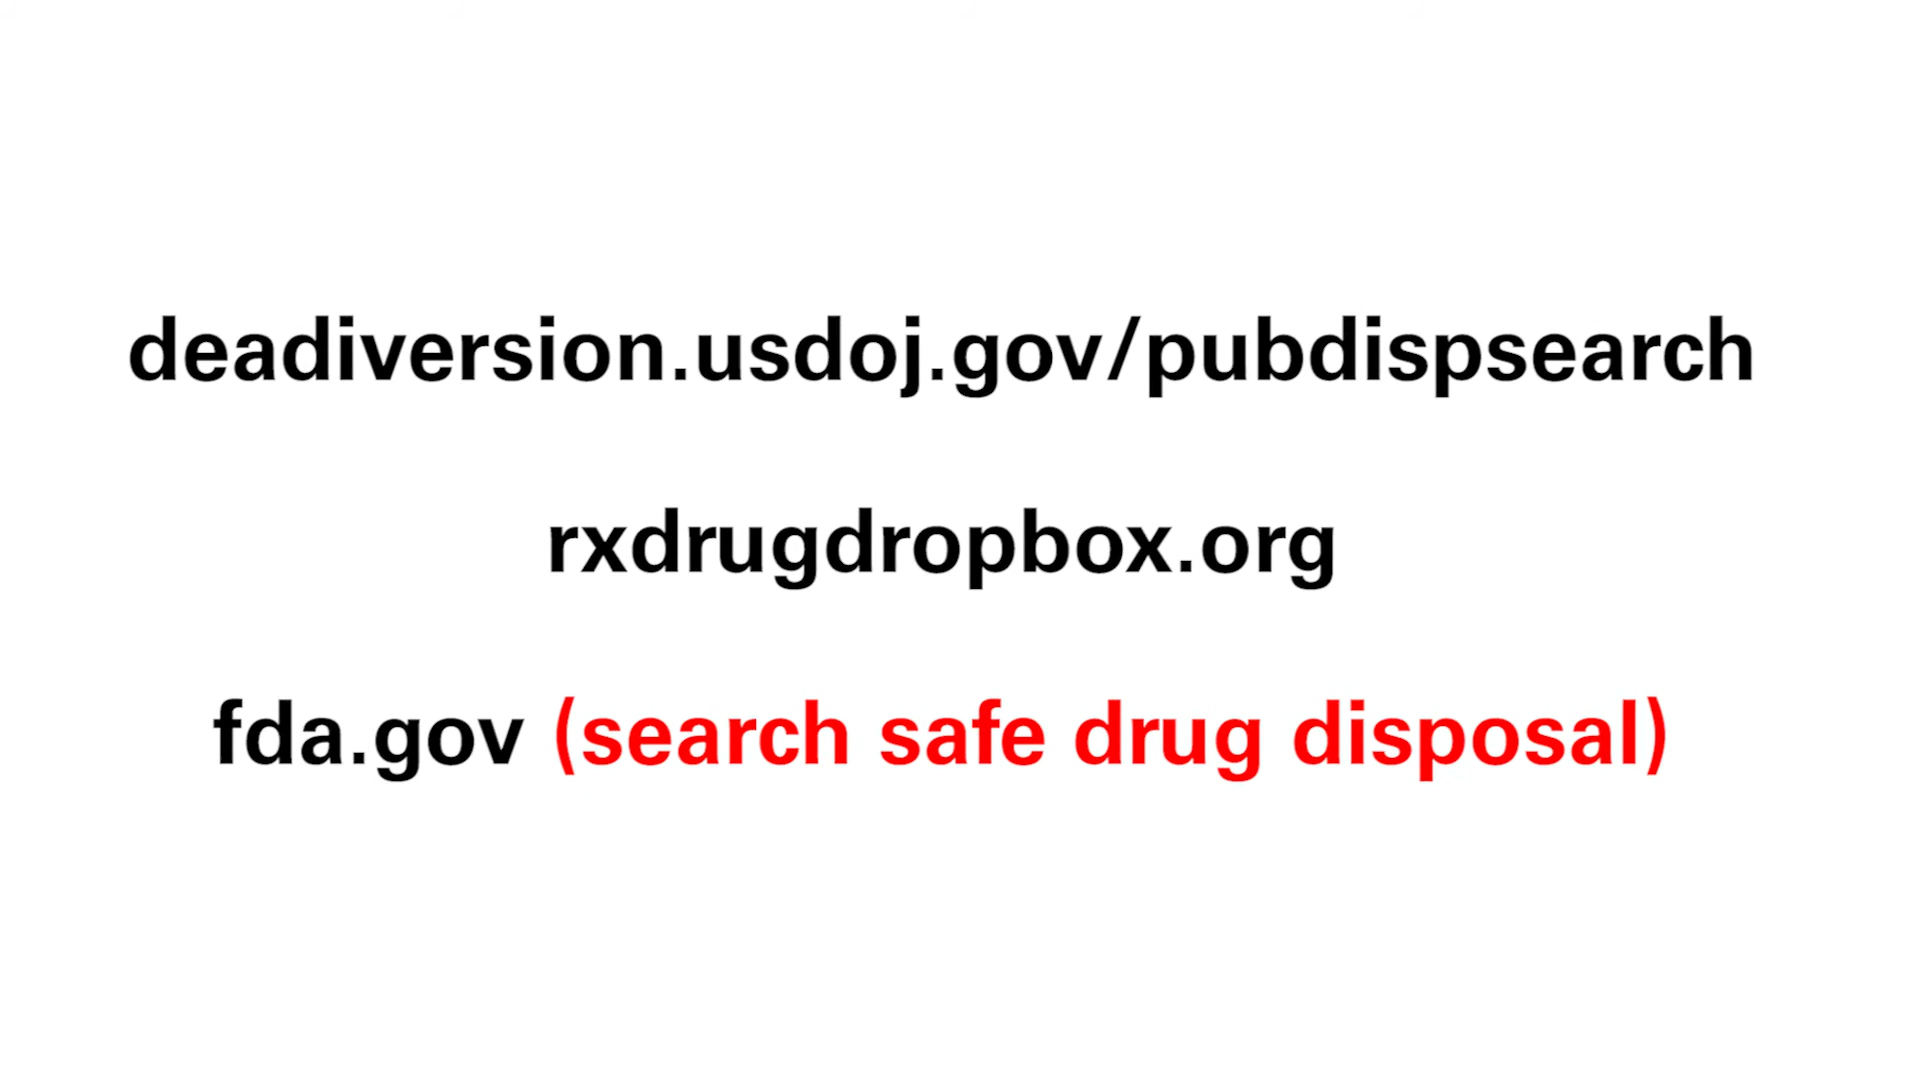 deadiversion.usdoj.gov/pubdispsearch
rxdrugdropbox.org
fda.gov (search safe drug disposal)